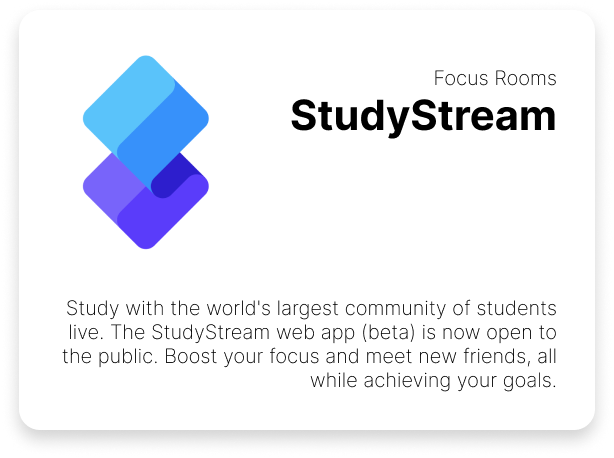 Focus Rooms
StudyStream
Study with the world's largest community of students
live. The StudyStream web app (beta) is now open to
the public. Boost your focus and meet new friends, all
while achieving your goals.